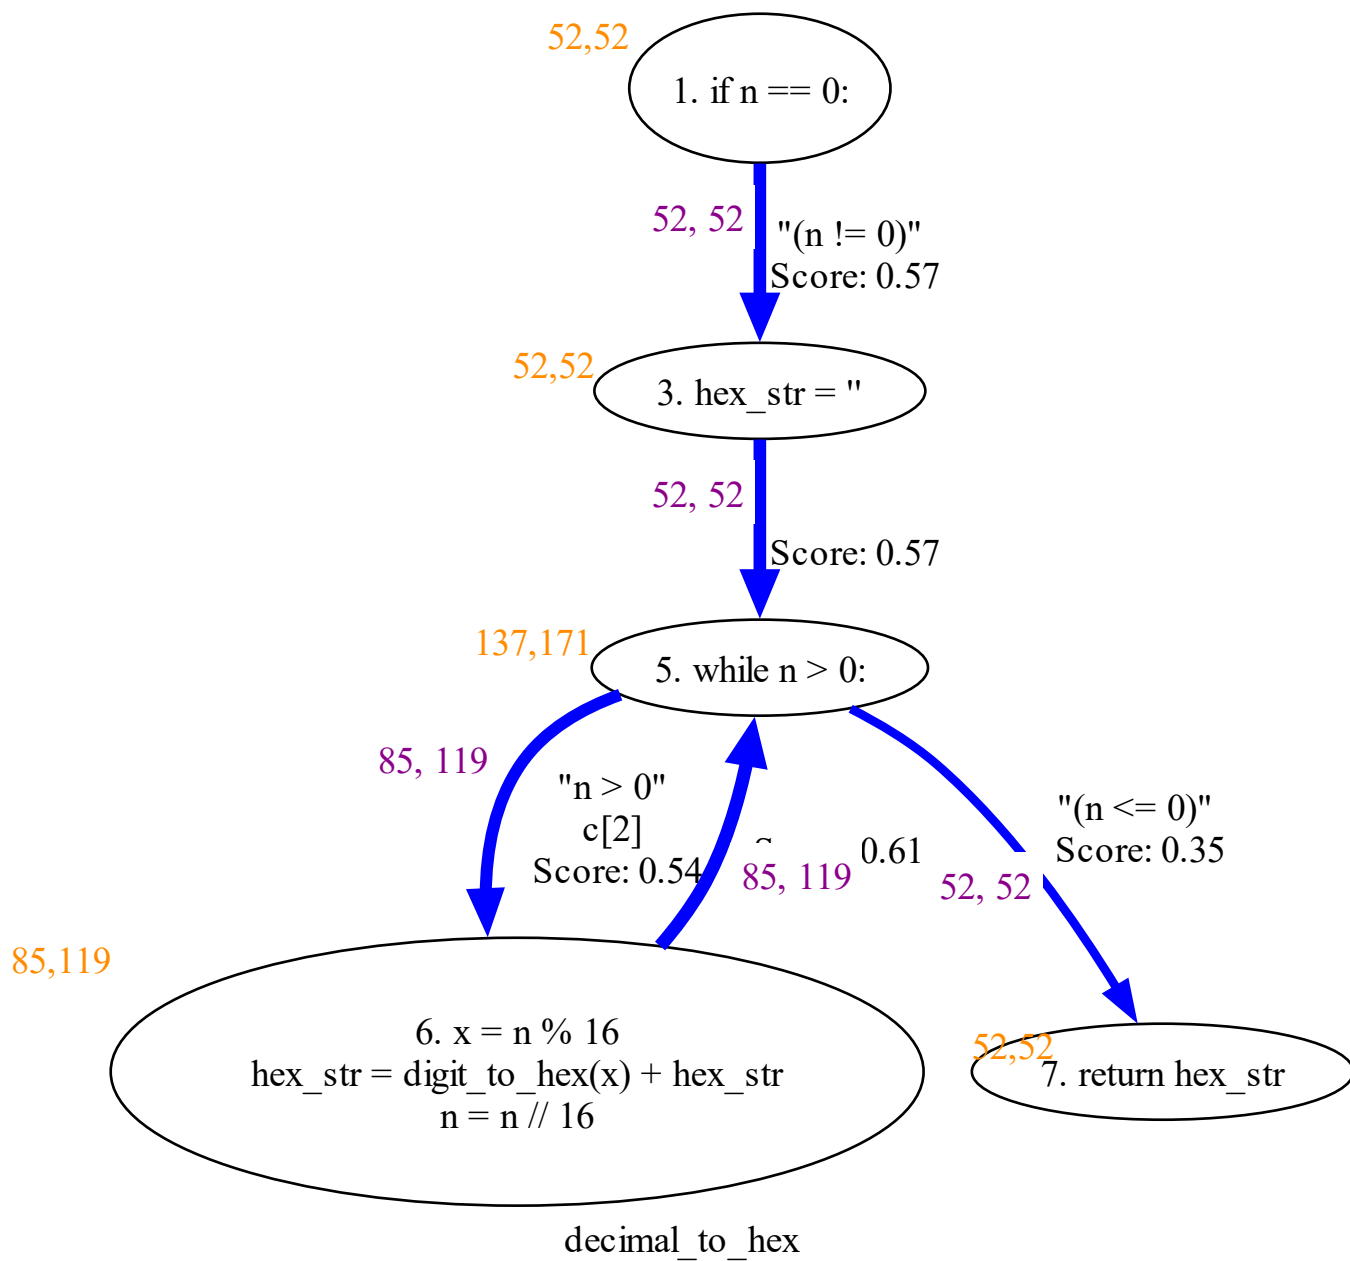 52,52
1. if n == 0:
52, 52
"(n != 0)"
Score: 0.57
52,52
3. hex_str = ''
52, 52
Score: 0.57
137,171
5. while n > 0:
85, 119
"n > 0"
c[2]
Score: 0.54
0.61
85, 119
"(n <= 0)"
Score: 0.35
52, 52
85,119
6. x = n % 16
hex_str = digit_to_hex(x) + hex_str
n = n // 16
52,52
7. return hex_str
decimal_to_hex